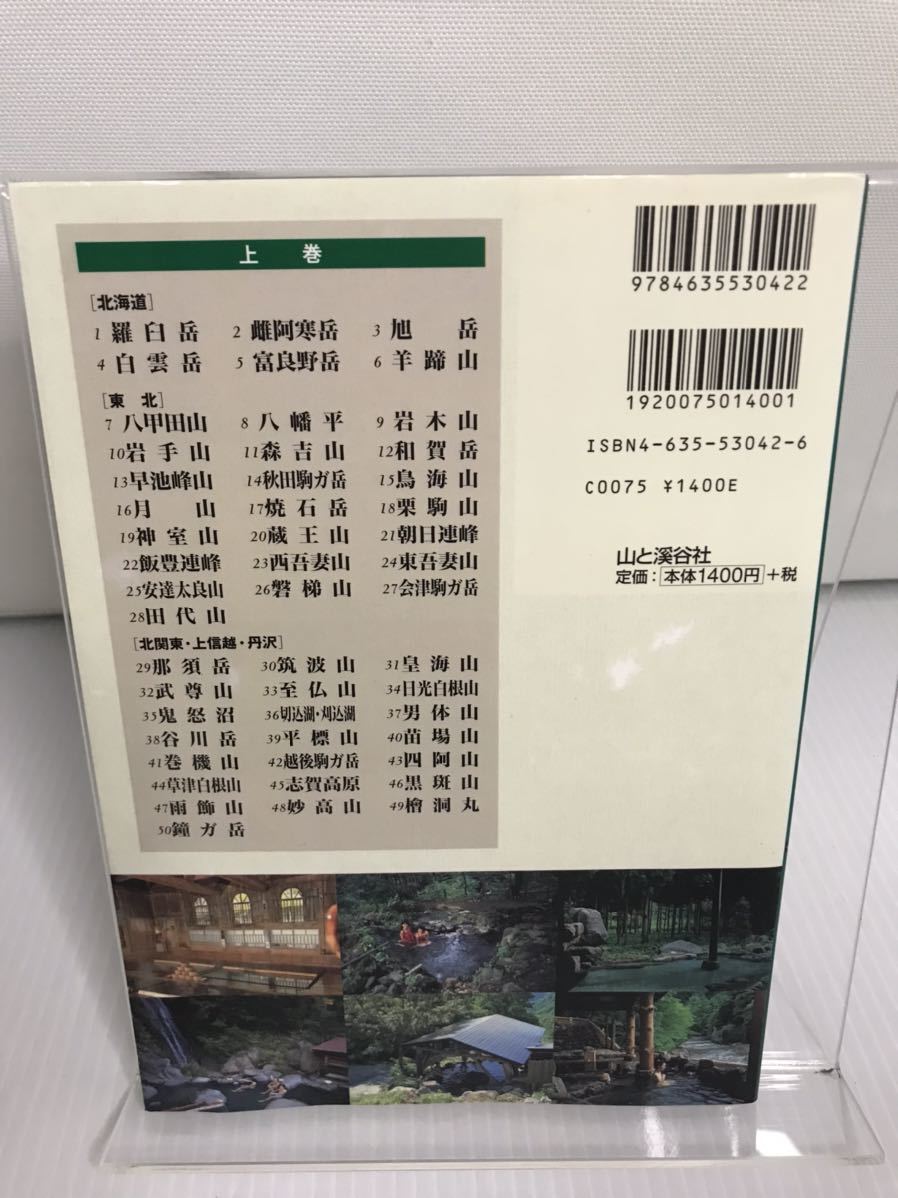 上巻
[北海道]
1羅臼岳 2雌阿寒岳 3旭岳
4白雲岳 5富良野岳 6羊蹄山
[東北]
7八甲田山 8八幡平 9岩木山
10岩手山 11森吉山 12和賀岳
13早池峰山 14秋田駒ガ岳 15鳥海山
16月山 17焼石岳 18栗駒山
19神室山 20蔵王山 21朝日連峰
22飯豊連峰 23西吾妻山 24東吾妻山
25安達太良山 26磐梯山 27会津駒ガ岳
28田代山
[北関東・上信越・丹沢]
29那須岳 30筑波山 31皇海山
32武尊山 33至仏山 34日光白根山
35鬼怒沼 36切込湖・刈込湖 37男体山
38谷川岳 39平標山 40苗場山
41巻機山 42越後駒ガ岳 43四阿山
44草津白根山 45志賀高原 46黒斑山
47雨飾山 48妙高山 49檜洞丸
50鐘ガ岳
9784635530422
1920075014001
ISBN4-635-53042-6
C0075 ¥1400E
山と溪谷社
定価：本体1400円+税